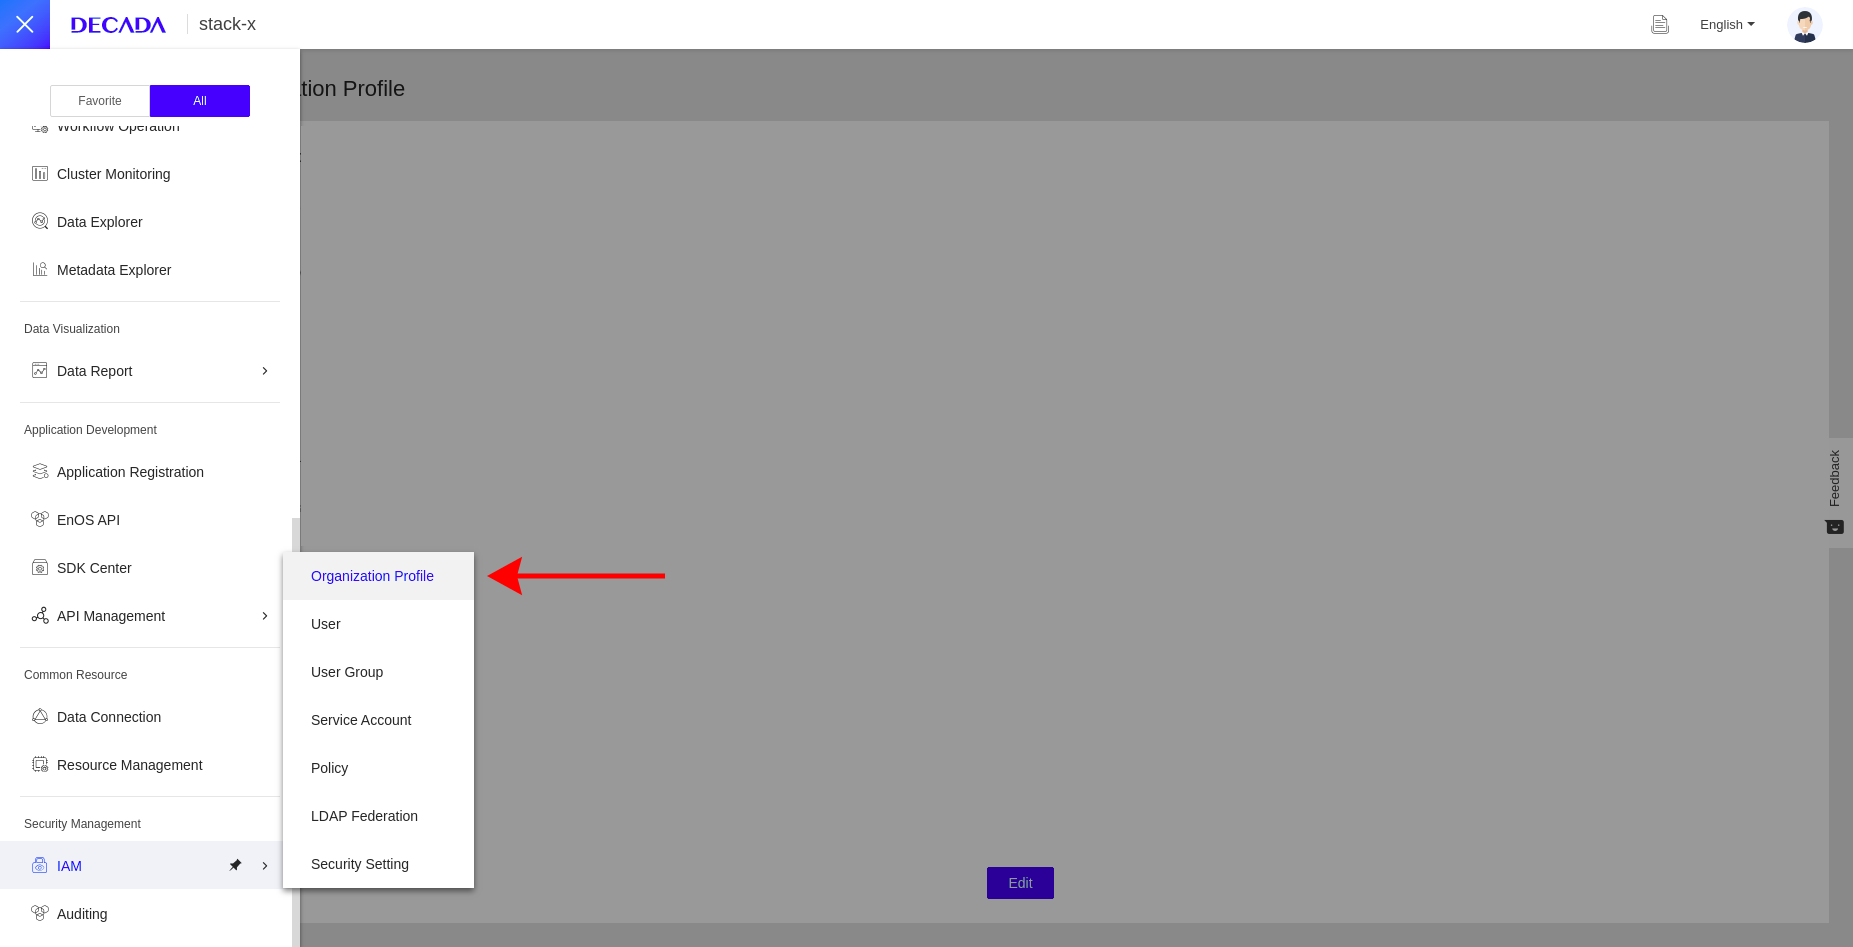 DECADA
stack-x
English
tion Profile
Favorite
All
Workflow Operation
Cluster Monitoring
Data Explorer
Metadata Explorer
Data Visualization
Data Report
Application Development
Application Registration
EnOS API
SDK Center
API Management
Common Resource
Data Connection
Resource Management
Security Management
IAM
Auditing
Organization Profile
User
User Group
Service Account
Policy
LDAP Federation
Security Setting
Feedback
Edit